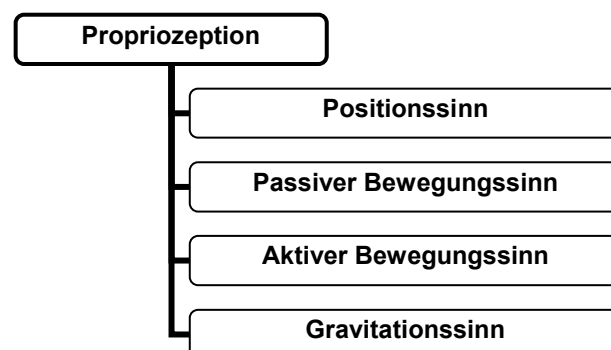 Propriozeption
Positionssinn
Passiver Bewegungssinn
Aktiver Bewegungssinn
Gravitationssinn